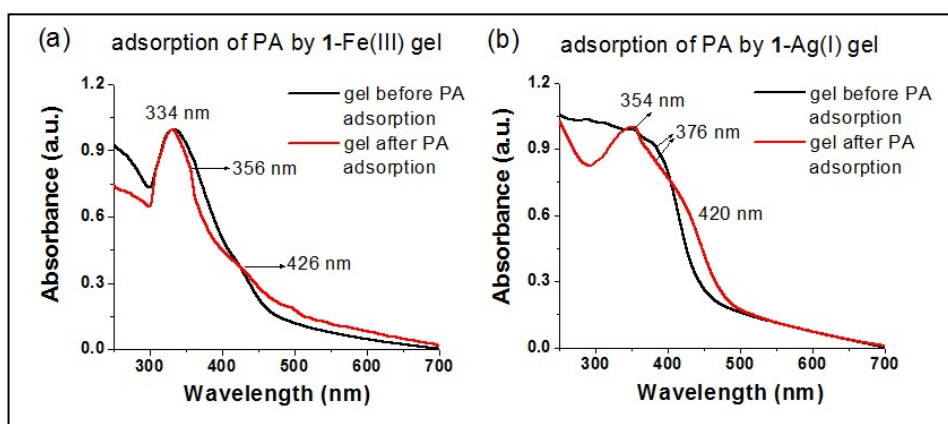 (a) adsorption of PA by 1-Fe(III) gel
Absorbance (a.u.)
1.2
0.9
0.6
0.3
0.0
334 nm
356 nm
426 nm
gel before PA
adsorption
gel after PA
adsorption
300 400 500 600 700
Wavelength (nm)
(b) adsorption of PA by 1-Ag(I) gel
Absorbance (a.u.)
1.2
0.9
0.6
0.3
0.0
354 nm
376 nm
420 nm
gel before PA
adsorption
gel after PA
adsorption
300 400 500 600 700
Wavelength (nm)